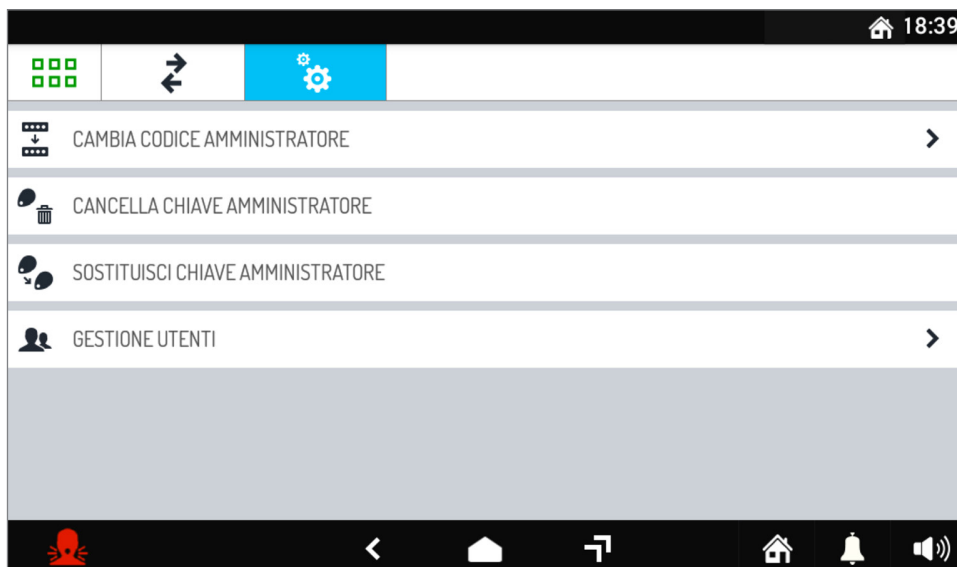 18:39
CAMBIA CODICE AMMINISTRATORE
CANCELLA CHIAVE AMMINISTRATORE
SOSTITUISCI CHIAVE AMMINISTRATORE
GESTIONE UTENTI